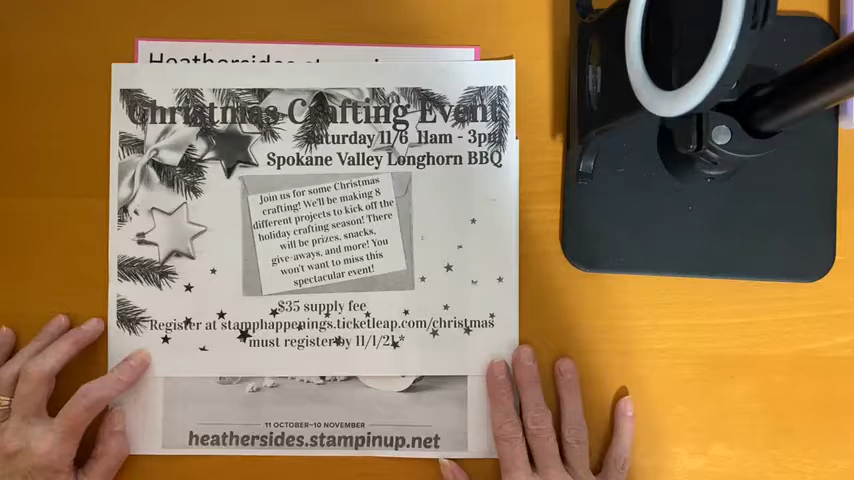 Heathersides
Christmas Crafting Event
Saturday 11/6 11am - 3pm
Spokane Valley Longhorn BBQ
Join us for some Christmas
crafting! We'll be making 8
different projects to kick off the
holiday crafting season! There
will be prizes, snacks,
give-aways, and more! You
won't want to miss this
spectacular event!
$35 supply fee
Register at stamphappenings.ticketleap.com/christmas
*must register by 11/1/21*
11 OCTOBER–10 NOVEMBER
heathersides.stampinup.net